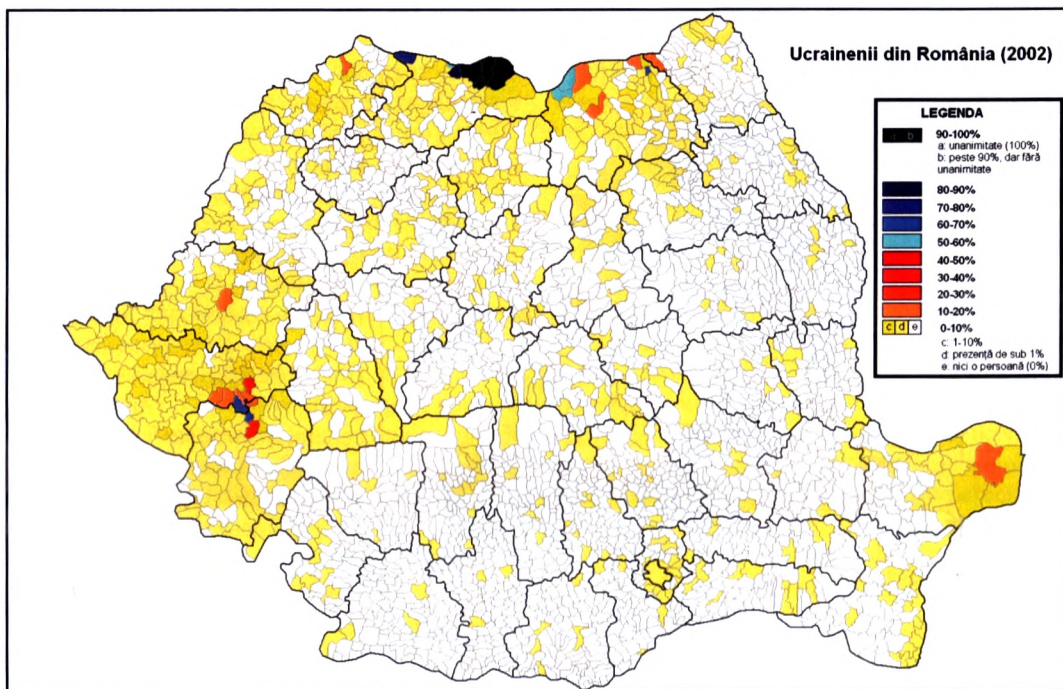 Ucrainenii din România (2002)
LEGENDA
a b
90-100%
a: unanimitate (100%)
b: peste 90%, dar fără
unanimitate
80-90%
70-80%
60-70%
50-60%
40-50%
30-40%
20-30%
10-20%
c d e 0-10%
c: 1-10%
d: prezență de sub 1%
e: nici o persoană (0%)